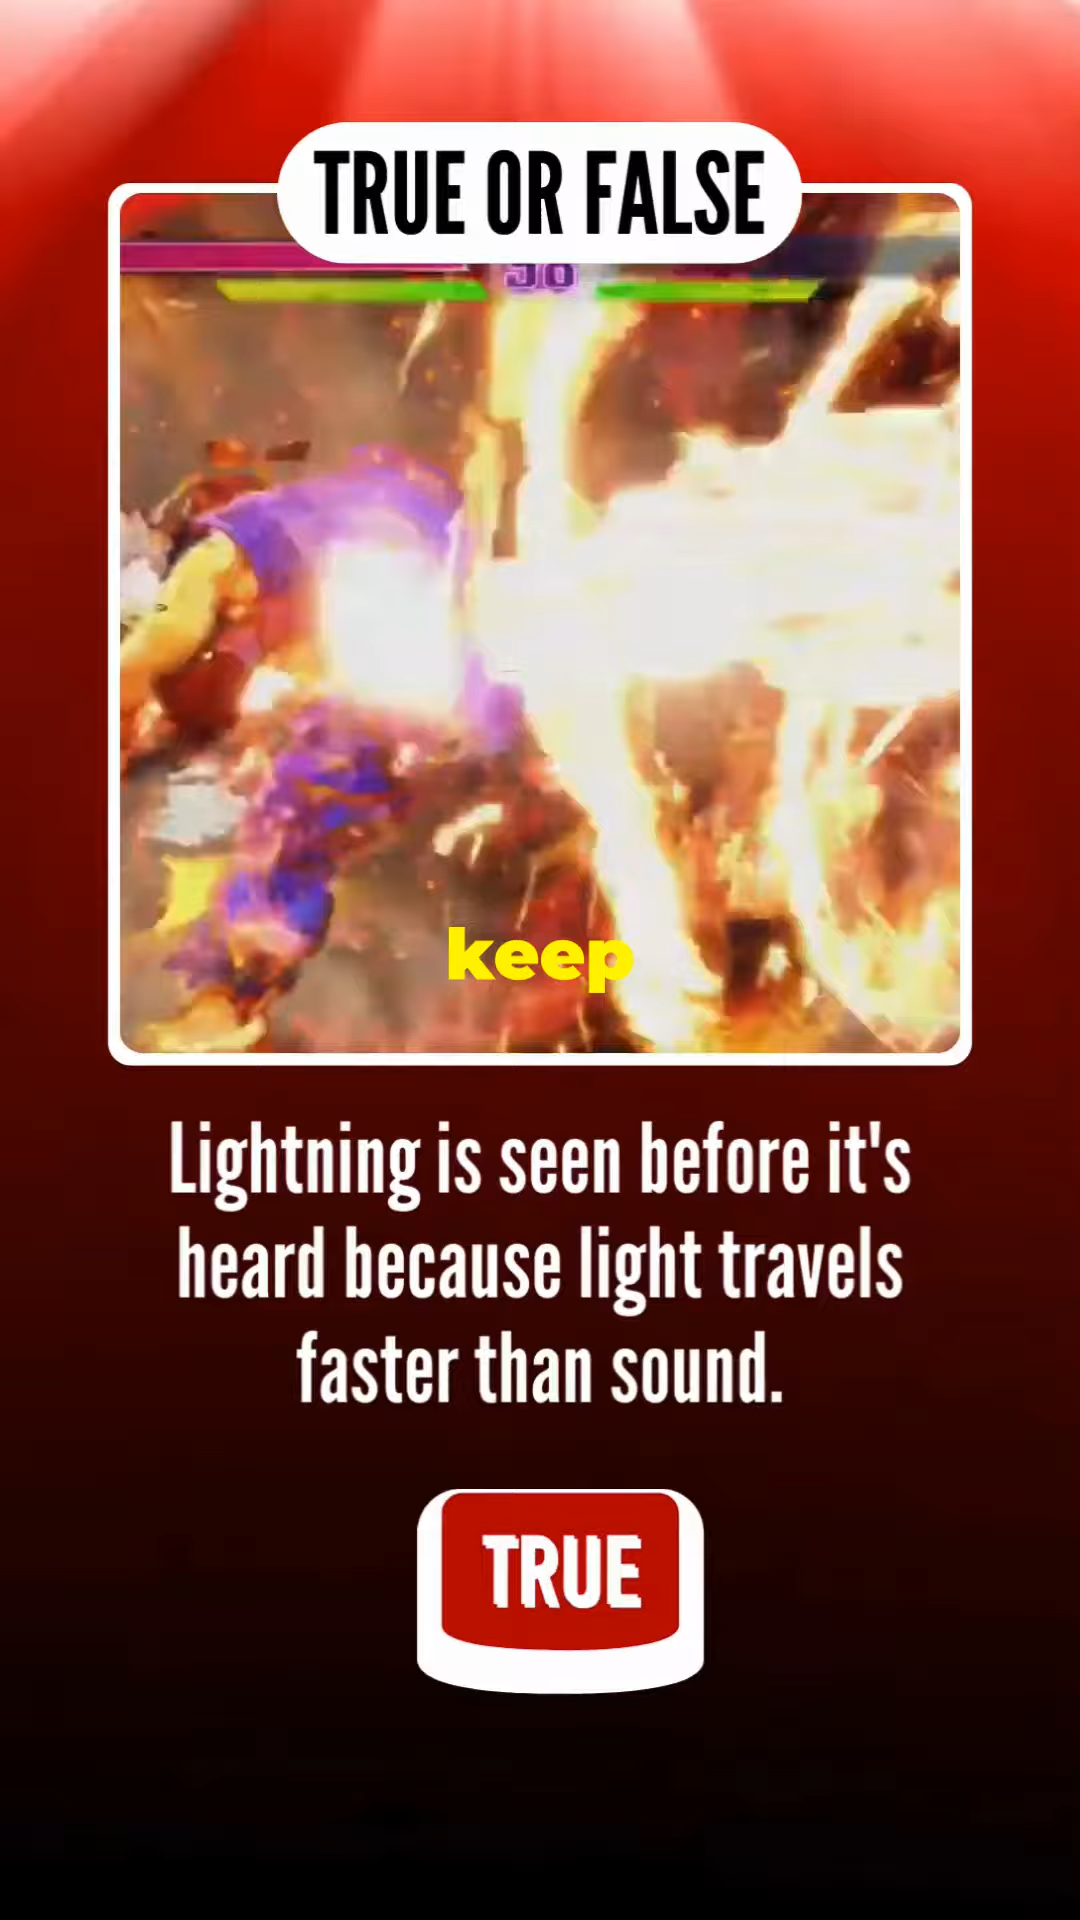 TRUE OR FALSE
keep
Lightning is seen before it's
heard because light travels
faster than sound.
TRUE